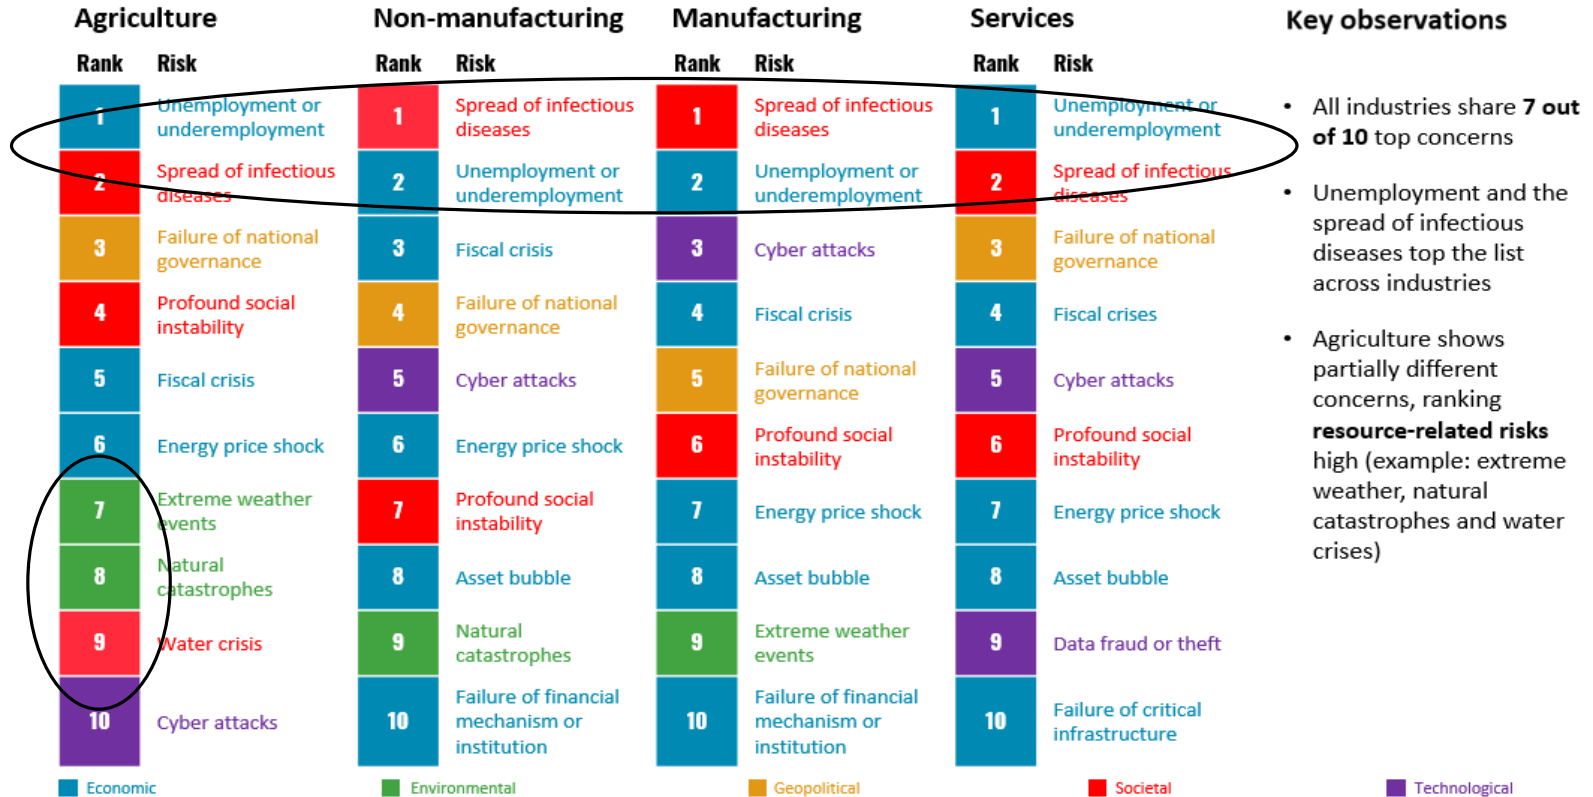 Agriculture
Rank Risk
1 Unemployment or
underemployment
2 Spread of infectious
diseases
3 Failure of national
governance
4 Profound social
instability
5 Fiscal crisis
6 Energy price shock
7 Extreme weather
events
8 Natural
catastrophes
9 Water crisis
10 Cyber attacks
Non-manufacturing
Rank Risk
1 Spread of infectious
diseases
2 Unemployment or
underemployment
3 Fiscal crisis
4 Failure of national
governance
5 Cyber attacks
6 Energy price shock
7 Profound social
instability
8 Asset bubble
9 Natural
catastrophes
10 Failure of financial
mechanism or
institution
Manufacturing
Rank Risk
1 Spread of infectious
diseases
2 Unemployment or
underemployment
3 Cyber attacks
4 Fiscal crisis
5 Failure of national
governance
6 Profound social
instability
7 Energy price shock
8 Asset bubble
9 Extreme weather
events
10 Failure of financial
mechanism or
institution
Services
Rank Risk
1 Unemployment or
underemployment
2 Spread of infectious
diseases
3 Failure of national
governance
4 Fiscal crises
5 Cyber attacks
6 Profound social
instability
7 Energy price shock
8 Asset bubble
9 Data fraud or theft
10 Failure of critical
infrastructure
Key observations
• All industries share 7 out
of 10 top concerns
• Unemployment and the
spread of infectious
diseases top the list
across industries
• Agriculture shows
partially different
concerns, ranking
resource-related risks
high (example: extreme
weather, natural
catastrophes and water
crises)
Economic
Environmental
Geopolitical
Societal
Technological